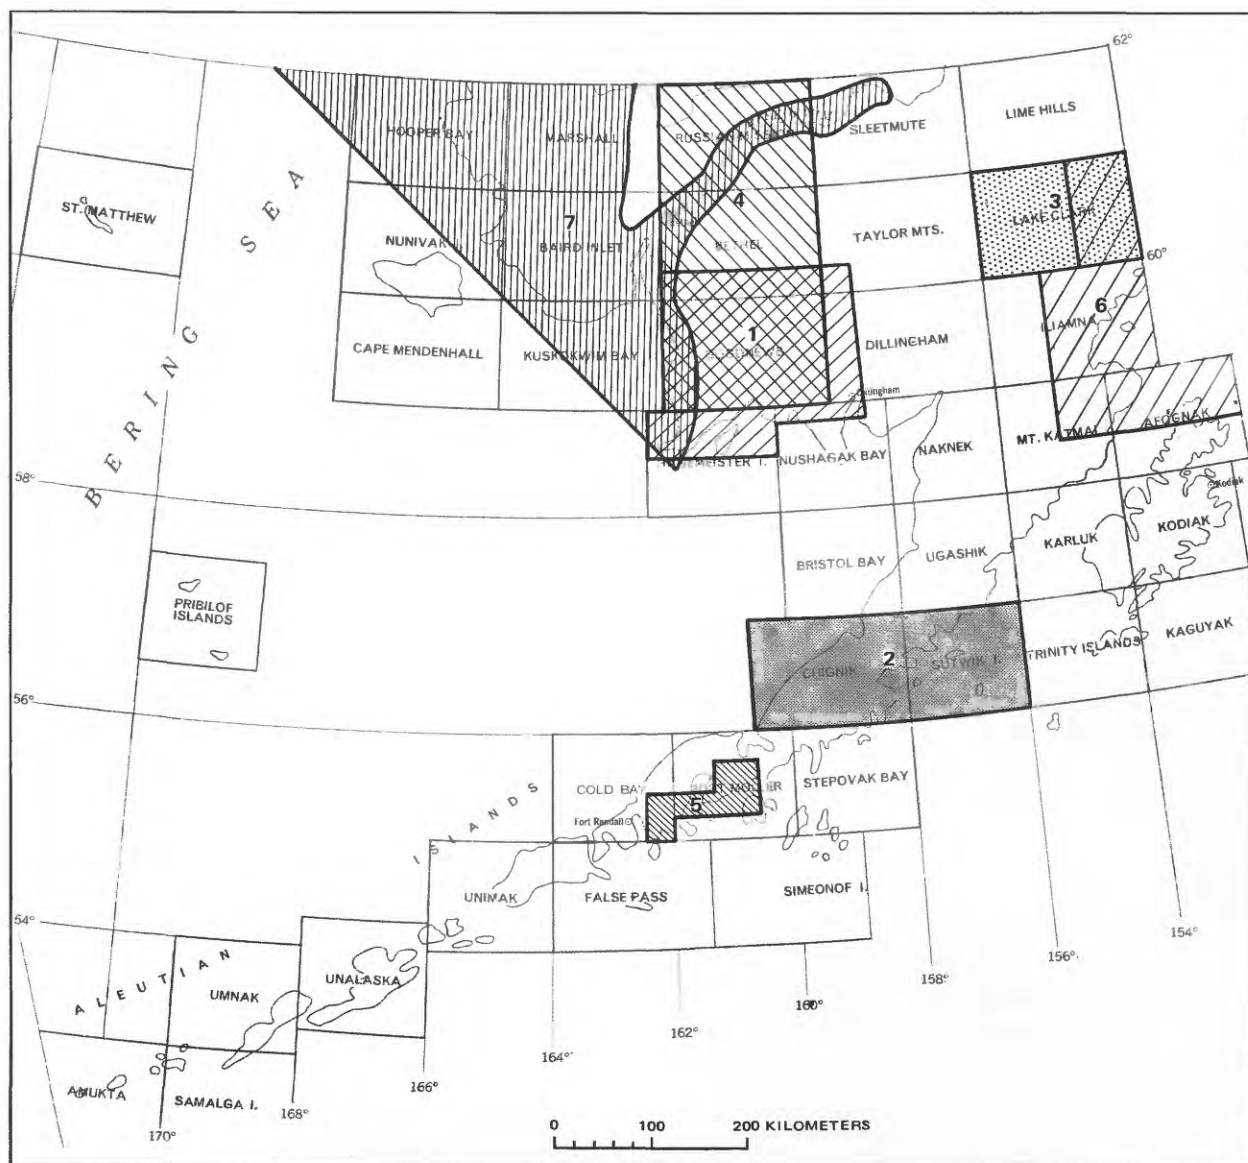 62°
HOOPER BAY
MARSHALL
SLEETMUTE
LIME HILLS
ST. MATTHEW
BERING SEA
NUNIVAK I.
7
BAIRD INLET
4
BETHEL
TAYLOR MTS.
3
LAKE CLARK
60°
CAPE MENDENHALL
KUSKOKWIM BAY
1
GOODNEWS
DILLINGHAM
ILIAMNA
6
Dillingham
NUSHAGAK BAY
NAKNEK
MT. KATMAI
AFOGNAK
58°
BRISTOL BAY
UGASHIK
KARLUK
Kodiak
KODIAK
PRIBILOF
ISLANDS
CHIGNIK
2
SUTWIK I.
TRINITY ISLANDS
KAGUYAK
56°
COLD BAY
PORT MOLLER
5
STEPOVAK BAY
Fort Randall
ISLANDS
UNIMAK
FALSE PASS
SIMEONOF I.
54°
ALEUTIAN
UMNAK
UNALASKA
AMUKTA
SAMALGA I.
170°
168°
166°
164°
162°
160°
158°
156°
154°
0 100 200 KILOMETERS